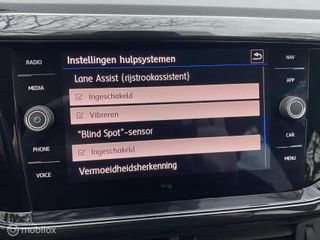 RADIO
MEDIA
PHONE
VOICE
Instellingen hulpsystemen
Lane Assist (rijstrookassistent)
Ingeschakeld
Vibreren
"Blind Spot"-sensor
Ingeschakeld
Vermoeidheidsherkenning
NAV
APP
CAR
MENU
© Marktplaats